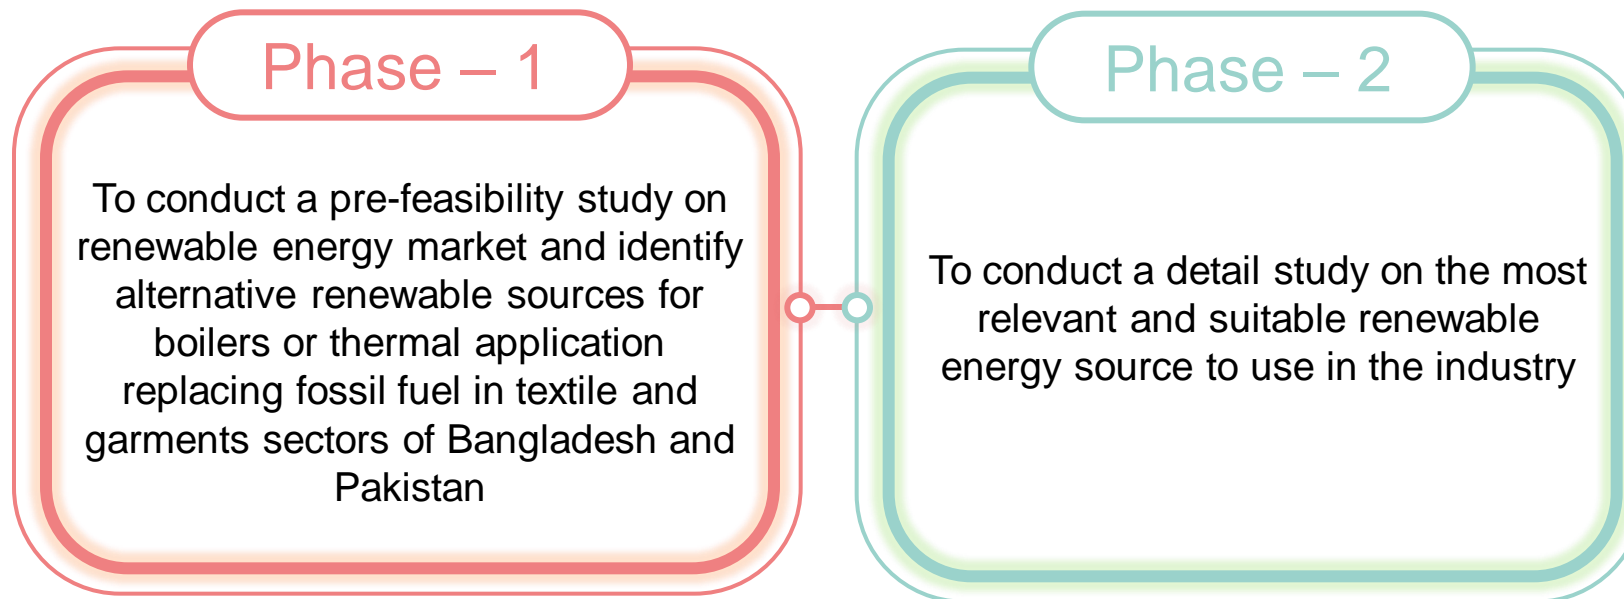 Phase – 1
To conduct a pre-feasibility study on
renewable energy market and identify
alternative renewable sources for
boilers or thermal application
replacing fossil fuel in textile and
garments sectors of Bangladesh and
Pakistan
Phase – 2
To conduct a detail study on the most
relevant and suitable renewable
energy source to use in the industry